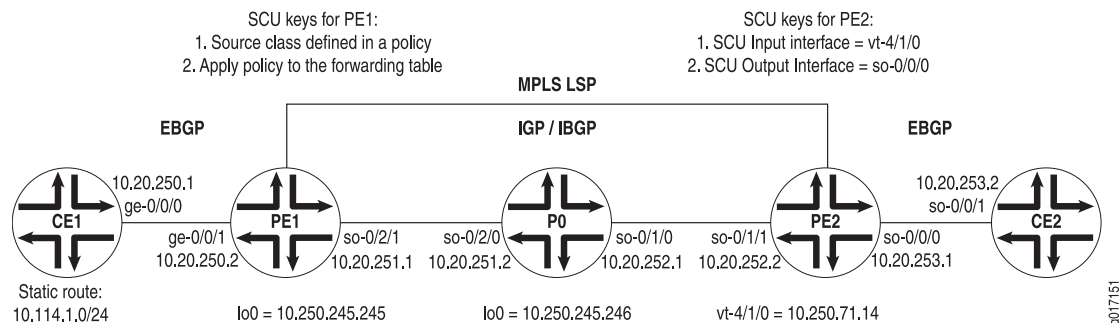 SCU keys for PE1:
1. Source class defined in a policy
2. Apply policy to the forwarding table
SCU keys for PE2:
1. SCU Input interface = vt-4/1/0
2. SCU Output Interface = so-0/0/0
MPLS LSP
EBGP
IGP / IBGP
EBGP
10.20.250.1
ge-0/0/0
10.20.253.2
so-0/0/1
CE1
PE1
P0
PE2
CE2
ge-0/0/1
10.20.250.2
so-0/2/1
10.20.251.1
so-0/2/0
10.20.251.2
so-0/1/0
10.20.252.1
so-0/1/1
10.20.252.2
so-0/0/0
10.20.253.1
Static route:
10.114.1.0/24
lo0 = 10.250.245.245
lo0 = 10.250.245.246
vt-4/1/0 = 10.250.71.14
g017151